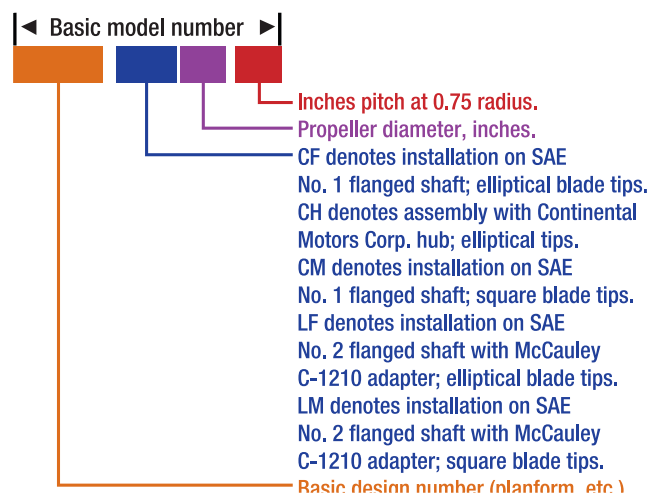 Basic model number
Inches pitch at 0.75 radius.
Propeller diameter, inches.
CF denotes installation on SAE
No. 1 flanged shaft; elliptical blade tips.
CH denotes assembly with Continental
Motors Corp. hub; elliptical tips.
CM denotes installation on SAE
No. 1 flanged shaft; square blade tips.
LF denotes installation on SAE
No. 2 flanged shaft with McCauley
C-1210 adapter; elliptical blade tips.
LM denotes installation on SAE
No. 2 flanged shaft with McCauley
C-1210 adapter; square blade tips.
Basic design number (planform, etc.)